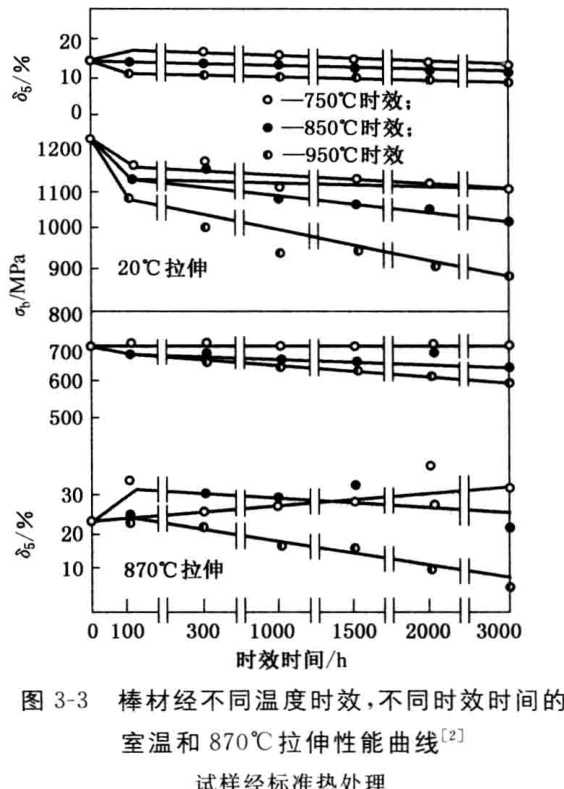 20
10
0
δ₅/%
○—750℃时效;
●—850℃时效;
◐—950℃时效
1200
1100
1000
900
800
σb/MPa
20℃拉伸
700
600
500
30
20
10
δ₅/%
870℃拉伸
0 100 300 1000 1500 2000 3000
时效时间/h
图 3-3 棒材经不同温度时效,不同时效时间的
室温和 870℃拉伸性能曲线[2]
试样经标准热处理